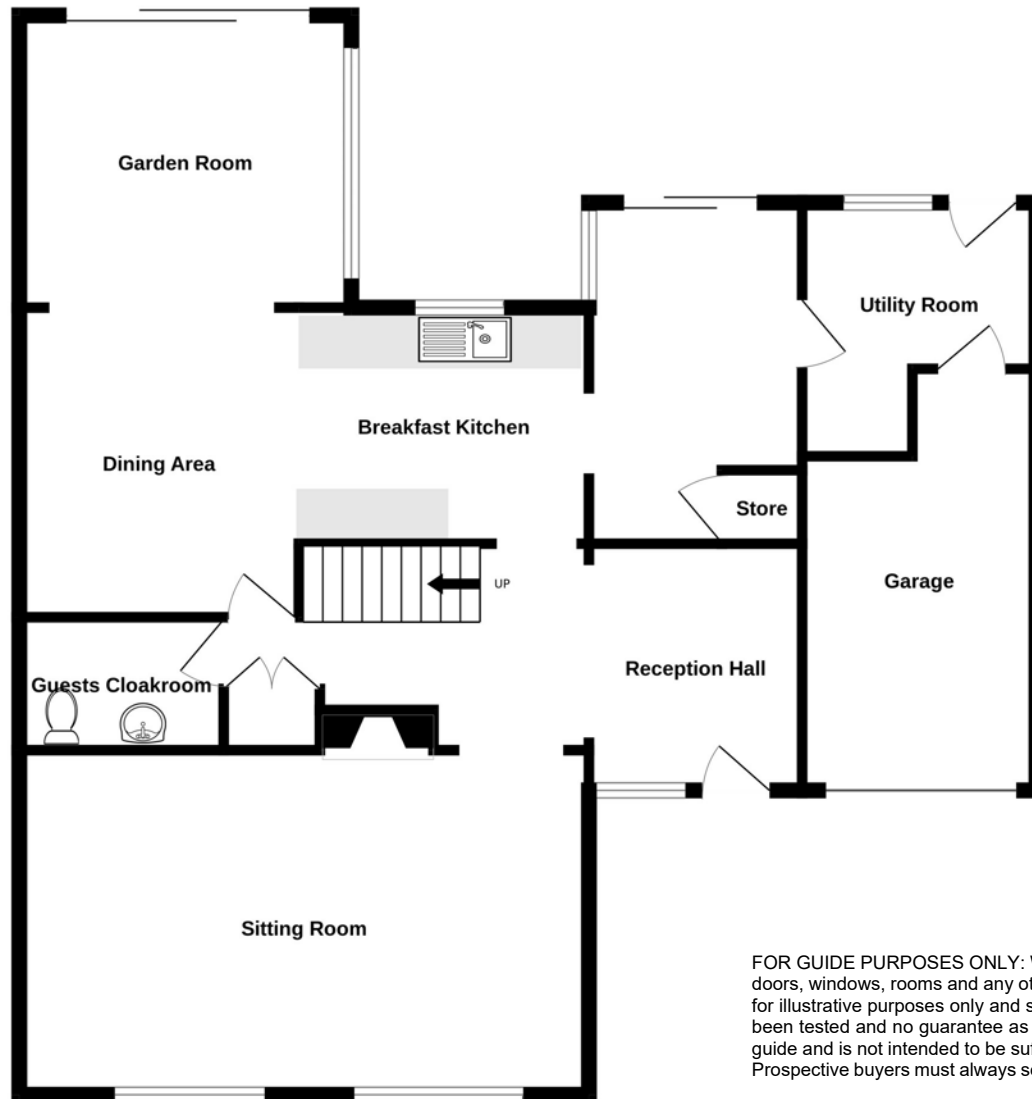 Garden Room
Utility Room
Breakfast Kitchen
Dining Area
Store
UP
Garage
Reception Hall
Guests Cloakroom
Sitting Room
FOR GUIDE PURPOSES ONLY:
doors, windows, rooms and any
for illustrative purposes only and
been tested and no guarantee as
guide and is not intended to be
Prospective buyers must always